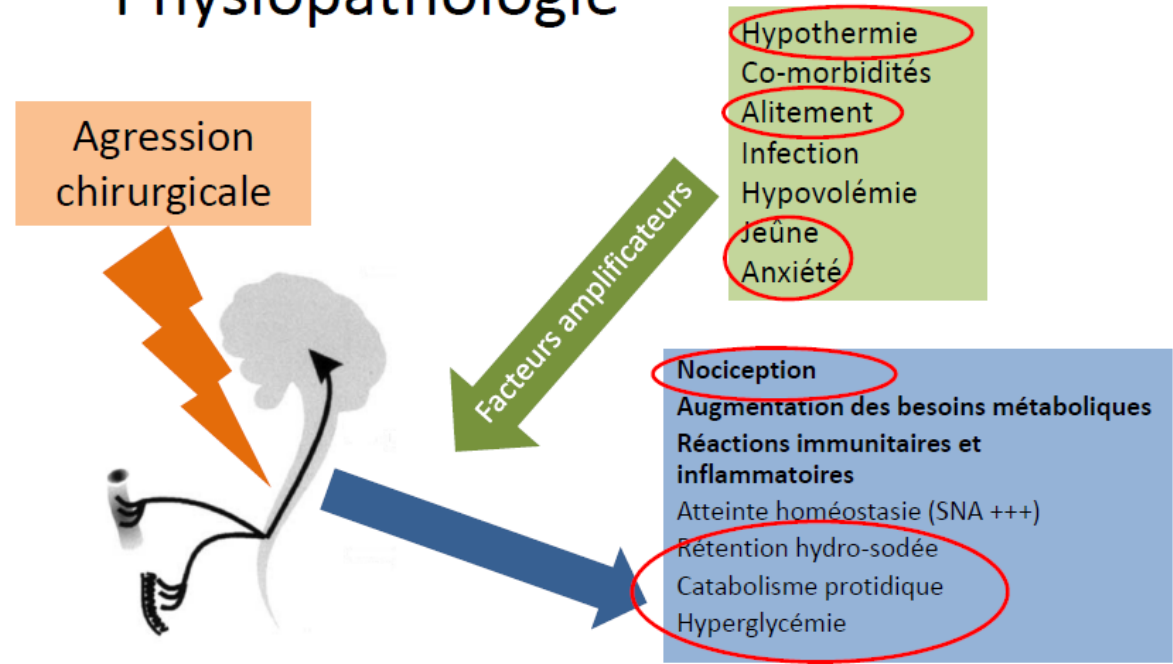 Physiopathologie
Agression
chirurgicale
Hypothermie
Co-morbidités
Alitement
Infection
Hypovolémie
Jeûne
Anxiété
Facteurs amplificateurs
Nociception
Augmentation des besoins métaboliques
Réactions immunitaires et
inflammatoires
Atteinte homéostasie (SNA +++)
Rétention hydro-sodée
Catabolisme protidique
Hyperglycémie